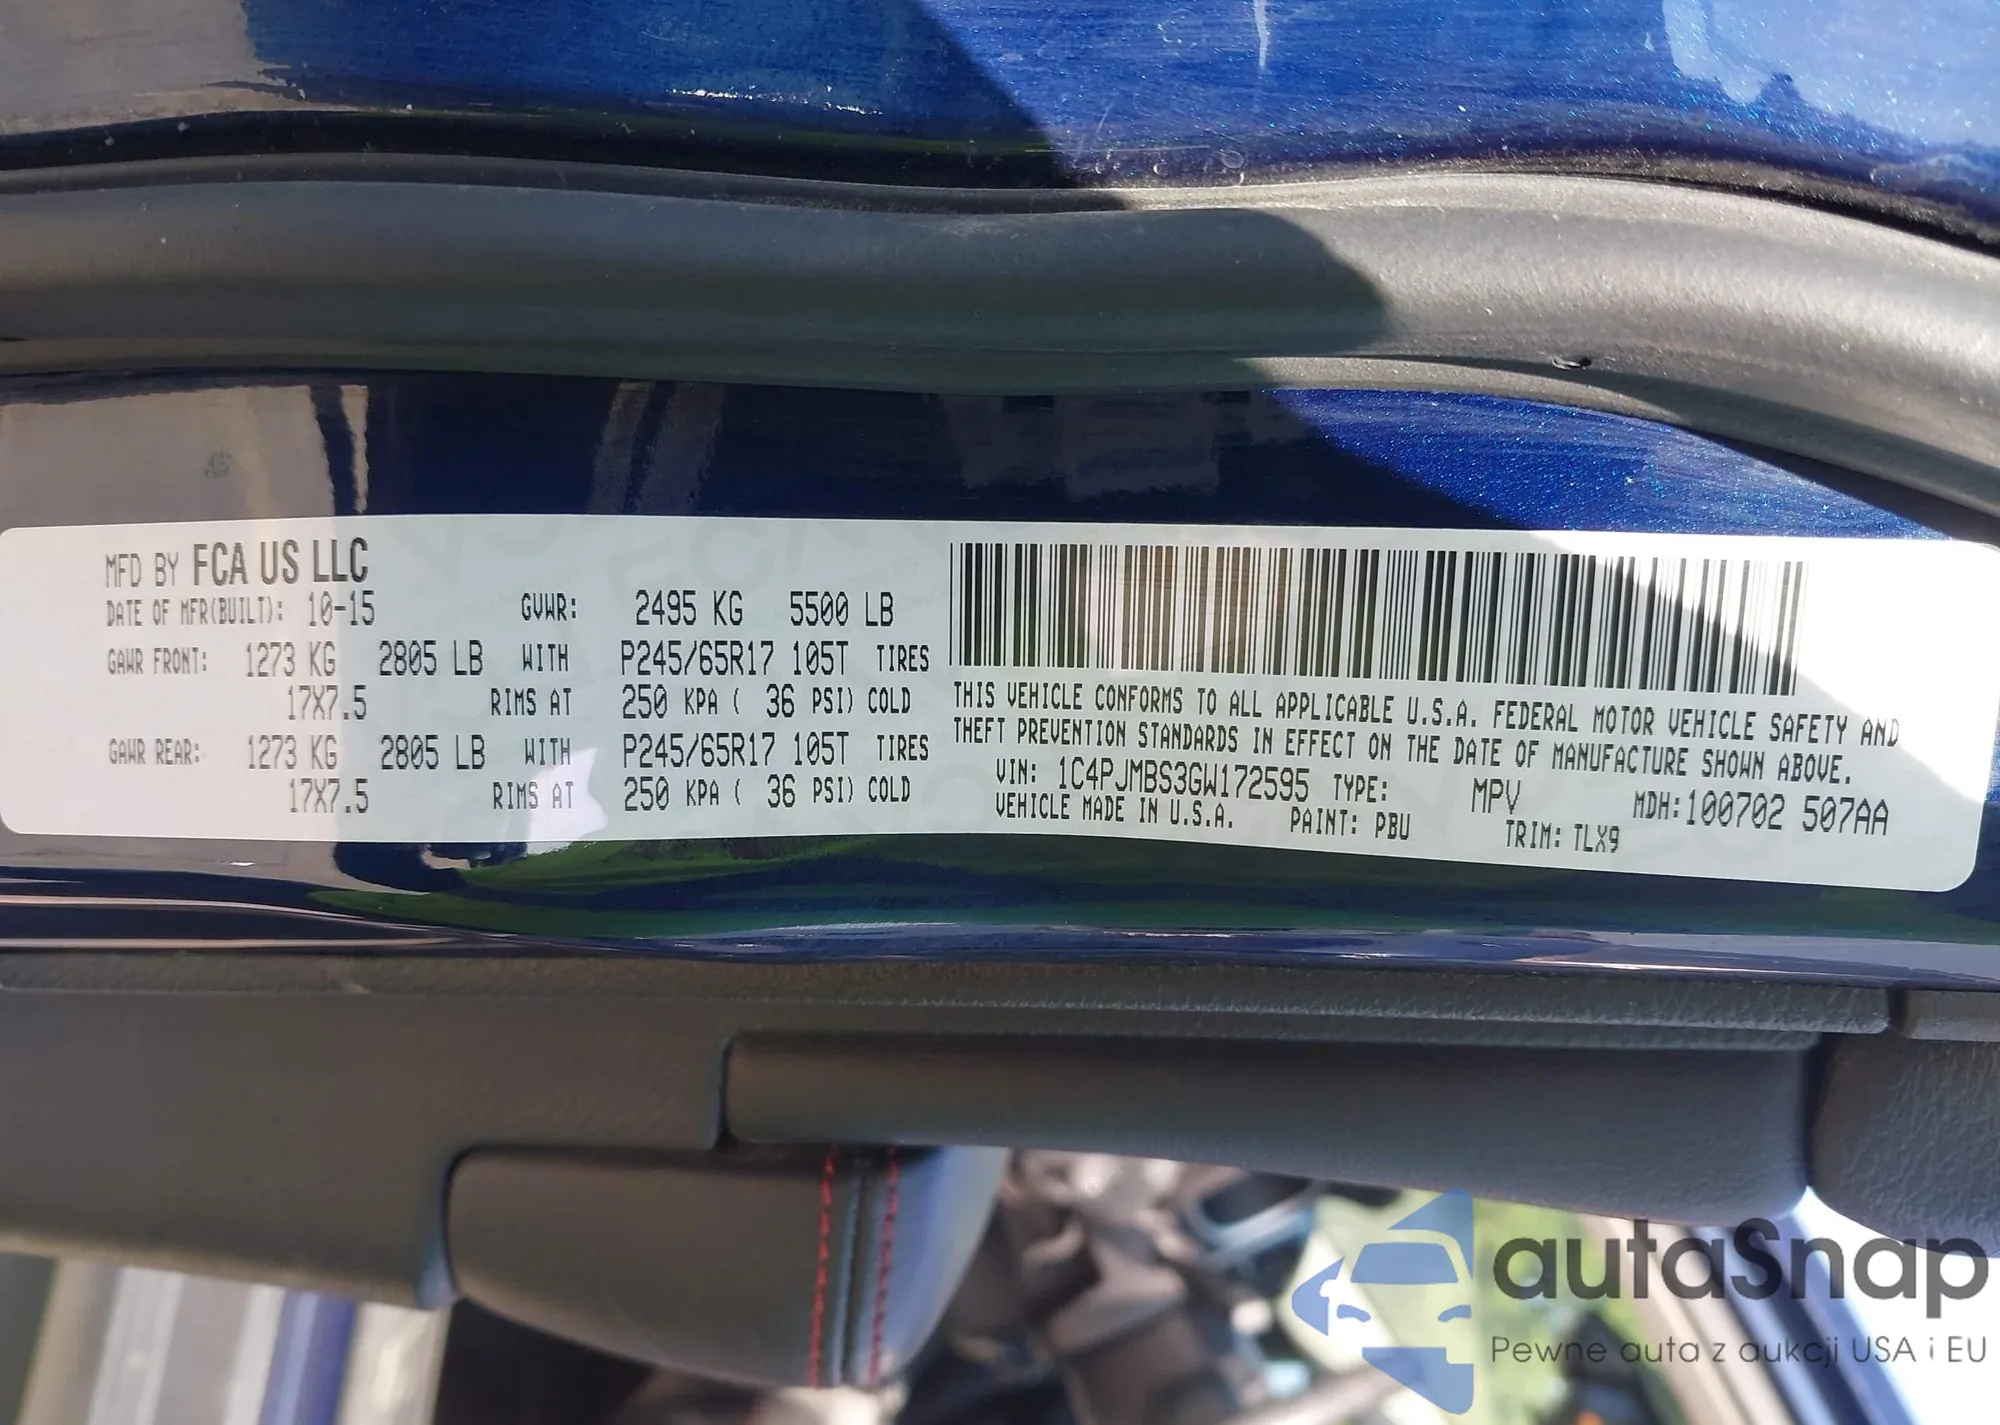 MFD BY FCA US LLC
DATE OF MFR(BUILT): 10-15 GVWR: 2495 KG 5500 LB
GAWR FRONT: 1273 KG 2805 LB WITH P245/65R17 105T TIRES
17X7.5 RIMS AT 250 KPA ( 36 PSI) COLD
GAWR REAR: 1273 KG 2805 LB WITH P245/65R17 105T TIRES
17X7.5 RIMS AT 250 KPA ( 36 PSI) COLD
THIS VEHICLE CONFORMS TO ALL APPLICABLE U.S.A. FEDERAL MOTOR VEHICLE SAFETY AND
THEFT PREVENTION STANDARDS IN EFFECT ON THE DATE OF MANUFACTURE SHOWN ABOVE.
VIN: 1C4PJMBS3GW172595 TYPE: MPV MDH:100702 507AA
VEHICLE MADE IN U.S.A. PAINT: PBU TRIM: TLX9
autaSnap
Pewne auta z aukcji USA i EU